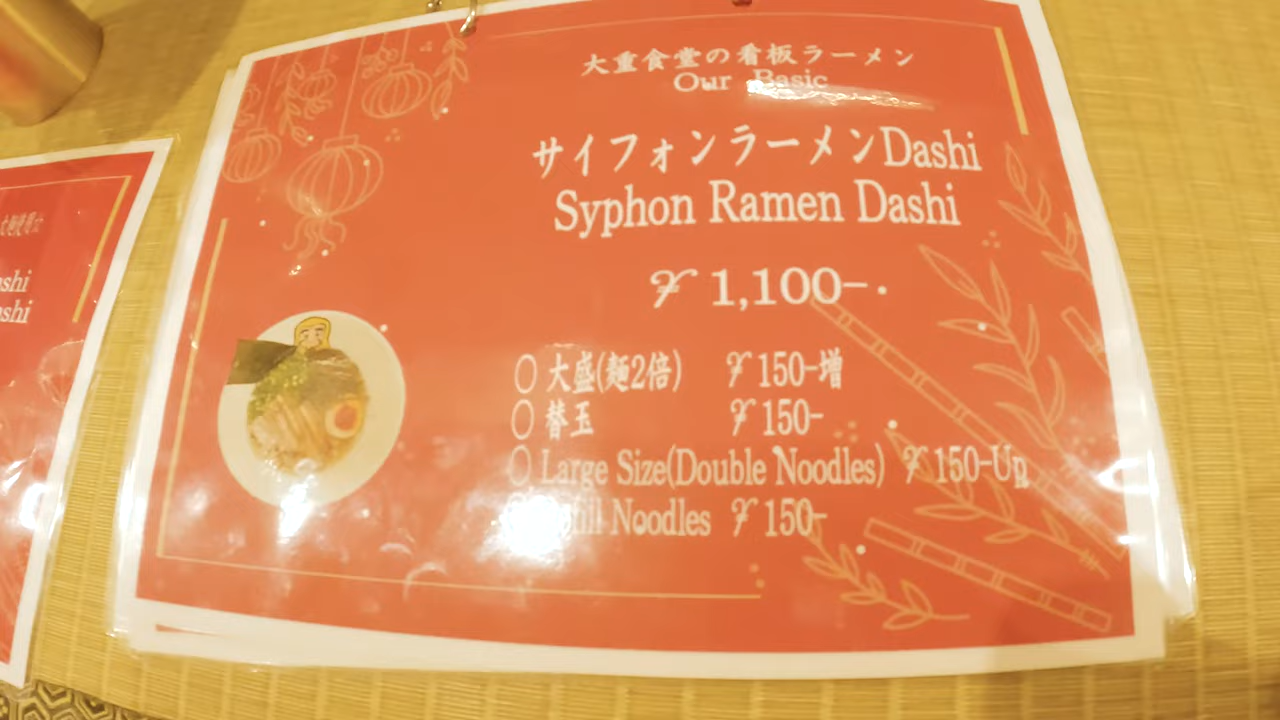 大重食堂の看板ラーメン
Our Basic
サイフォンラーメンDashi
Syphon Ramen Dashi
¥ 1,100-
○ 大盛(麺2倍) ¥ 150-増
○ 替玉 ¥ 150-
○ Large Size(Double Noodles) ¥ 150-Up
Noodles ¥ 150-